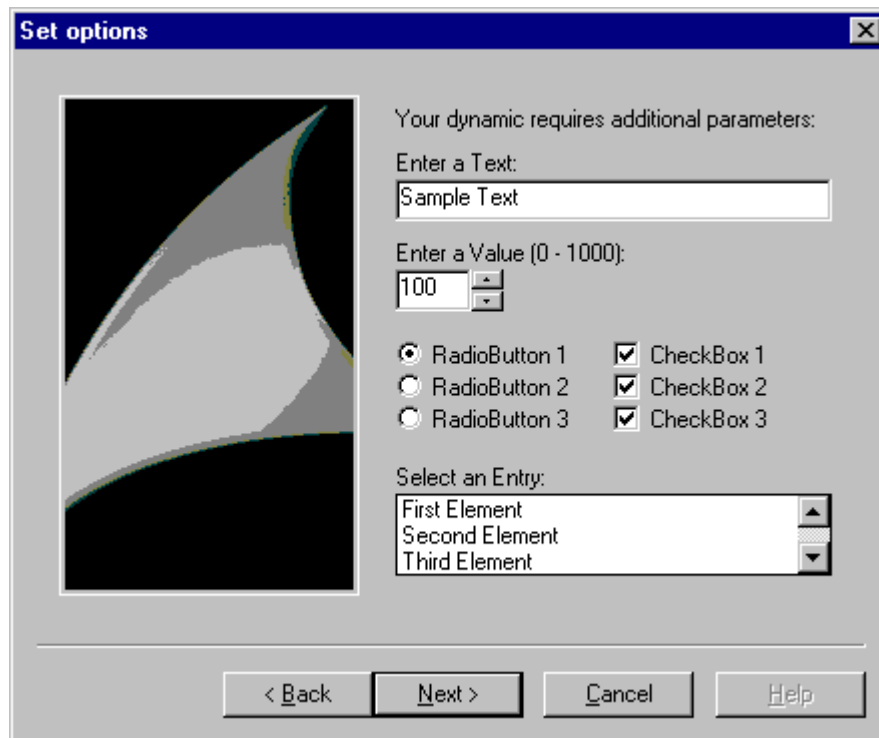 Set options
Your dynamic requires additional parameters:
Enter a Text:
Sample Text
Enter a Value (0 - 1000):
100
RadioButton 1 CheckBox 1
RadioButton 2 CheckBox 2
RadioButton 3 CheckBox 3
Select an Entry:
First Element
Second Element
Third Element
< Back Next > Cancel Help